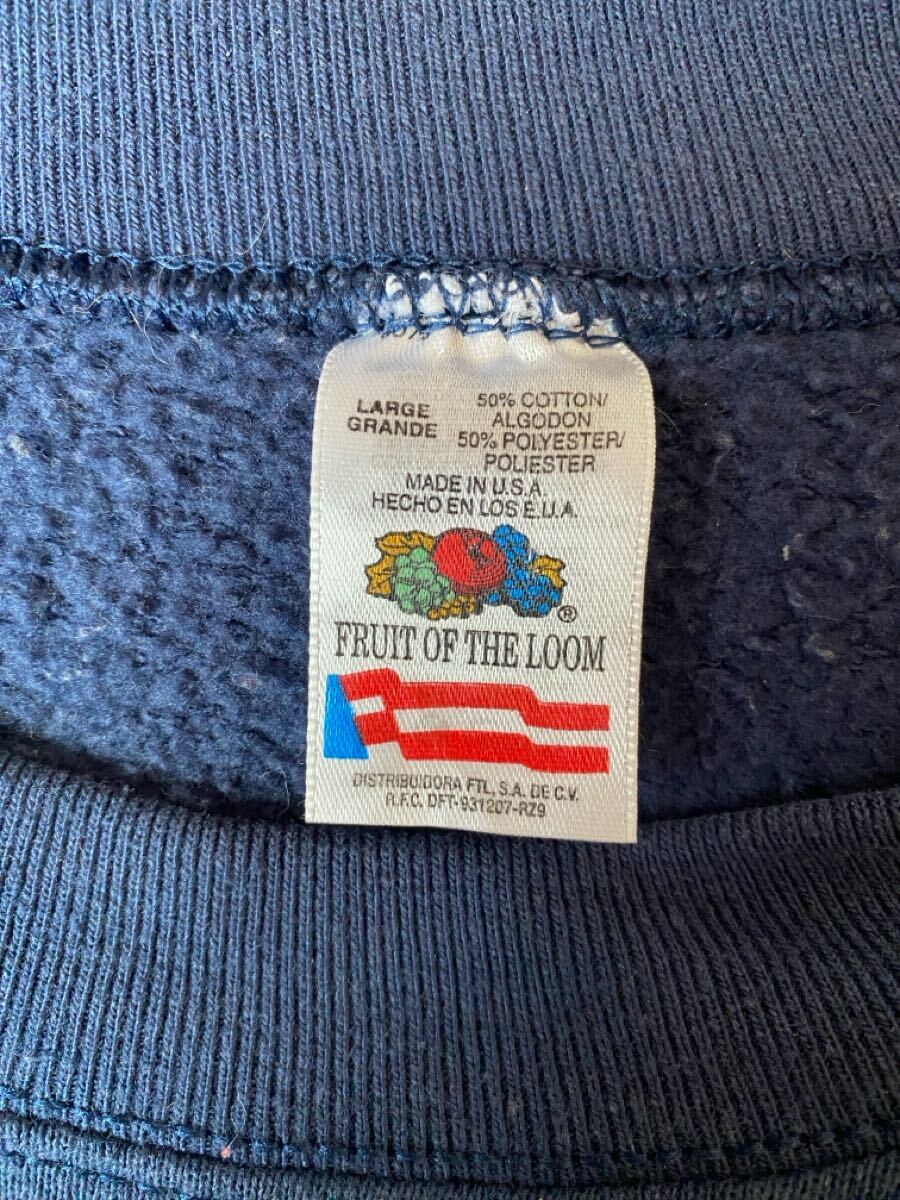 LARGE
GRANDE
50% COTTON/
ALGODON
50% POLYESTER/
POLIESTER
MADE IN U.S.A.
HECHO EN LOS E.U.A.
®
FRUIT OF THE LOOM
DISTRIBUIDORA FTL, S.A. DE C.V.
R.F.C. DFT-931207-RZ9